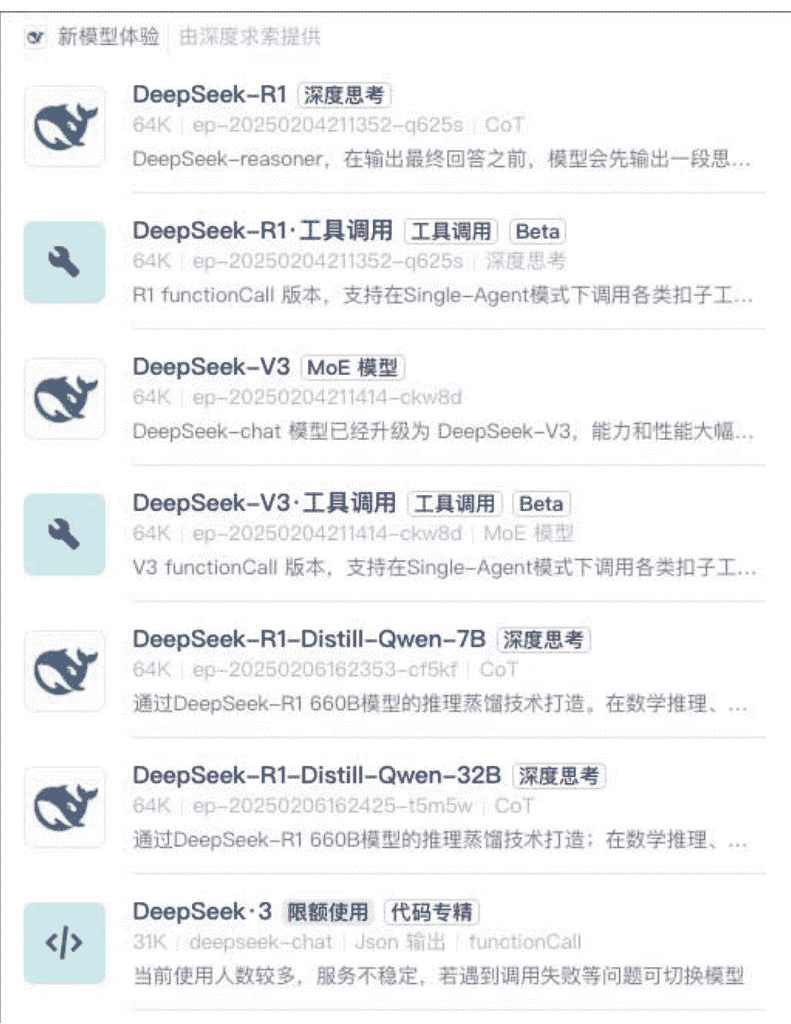 新模型体验 | 由深度求索提供
DeepSeek-R1 深度思考
64K | ep-20250204211352-q625s | CoT
DeepSeek-reasoner，在输出最终回答之前，模型会先输出一段思...
DeepSeek-R1·工具调用 工具调用 Beta
64K | ep-20250204211352-q625s | 深度思考
R1 functionCall 版本，支持在Single-Agent模式下调用各类扣子工...
DeepSeek-V3 MoE 模型
64K | ep-20250204211414-ckw8d
DeepSeek-chat 模型已经升级为 DeepSeek-V3，能力和性能大幅...
DeepSeek-V3·工具调用 工具调用 Beta
64K | ep-20250204211414-ckw8d | MoE 模型
V3 functionCall 版本，支持在Single-Agent模式下调用各类扣子工...
DeepSeek-R1-Distill-Qwen-7B 深度思考
64K | ep-20250206162353-cf5kf | CoT
通过DeepSeek-R1 660B模型的推理蒸馏技术打造，在数学推理、...
DeepSeek-R1-Distill-Qwen-32B 深度思考
64K | ep-20250206162425-t5m5w | CoT
通过DeepSeek-R1 660B模型的推理蒸馏技术打造；在数学推理、...
DeepSeek·3 限额使用 代码专精
31K | deepseek-chat | Json 输出 | functionCall
当前使用人数较多，服务不稳定，若遇到调用失败等问题可切换模型